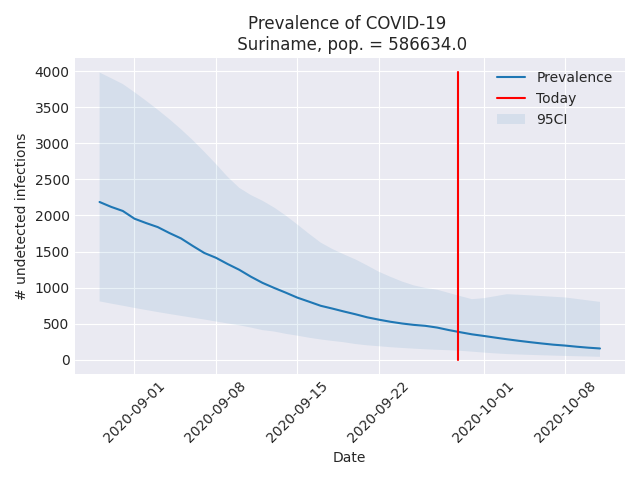 Prevalence of COVID-19
Suriname, pop. = 586634.0
Prevalence
Today
95CI
# undetected infections
4000
3500
3000
2500
2000
1500
1000
500
0
2020-09-01
2020-09-08
2020-09-15
2020-09-22
2020-10-01
2020-10-08
Date